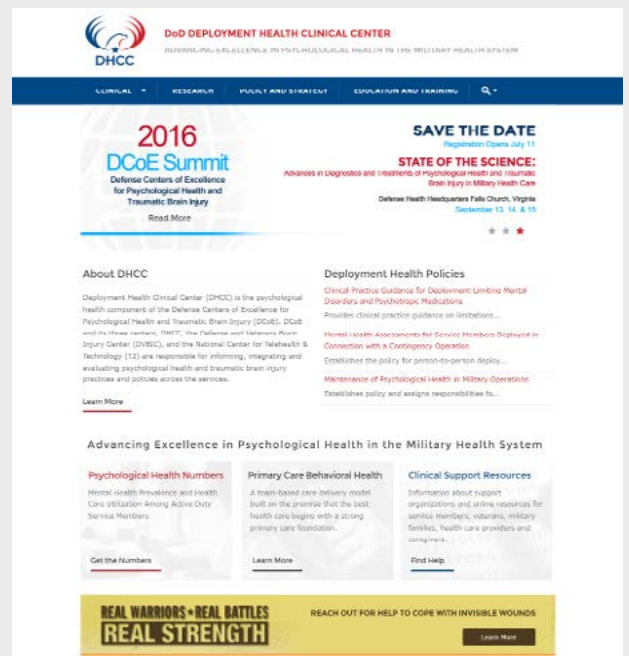 DHCC
DoD DEPLOYMENT HEALTH CLINICAL CENTER
ADVANCING EXCELLENCE IN PSYCHOLOGICAL HEALTH IN THE MILITARY HEALTH SYSTEM
CLINICAL RESEARCH POLICY AND STRATEGY EDUCATION AND TRAINING
2016
DCoE Summit
Defense Centers of Excellence
for Psychological Health and
Traumatic Brain Injury
Read More
SAVE THE DATE
Registration Opens July 11
STATE OF THE SCIENCE:
Advances in Diagnostics and Treatments of Psychological Health and Traumatic
Brain Injury in Military Health Care
Defense Health Headquarters Falls Church, Virginia
September 13, 14, & 15
About DHCC
Deployment Health Clinical Center (DHCC) is the psychological
health component of the Defense Centers of Excellence for
Psychological Health and Traumatic Brain Injury (DCoE). DCoE
and its three centers, DHCC, the Defense and Veterans Brain
Injury Center (DVBIC), and the National Center for Telehealth &
Technology (T2) are responsible for informing, integrating and
evaluating psychological health and traumatic brain injury
practices and policies across the services.
Learn More
Deployment Health Policies
Clinical Practice Guidance for Deployment-Limiting Mental
Disorders and Psychotropic Medications
Provides clinical practice guidance on limitations...
Mental Health Assessments for Service Members Deployed in
Connection with a Contingency Operation
Establishes the policy for person-to-person deploy...
Maintenance of Psychological Health in Military Operations
Establishes policy and assigns responsibilities fo...
Advancing Excellence in Psychological Health in the Military Health System
Psychological Health Numbers
Mental Health Prevalence and Health
Care Utilization Among Active Duty
Service Members
Get the Numbers
Primary Care Behavioral Health
A team-based care delivery model
built on the premise that the best
health care begins with a strong
primary care foundation.
Learn More
Clinical Support Resources
Information about support
organizations and online resources for
service members, veterans, military
families, health care providers and
caregivers.
Find Help
REAL WARRIORS★REAL BATTLES
REAL STRENGTH
REACH OUT FOR HELP TO COPE WITH INVISIBLE WOUNDS
Learn More